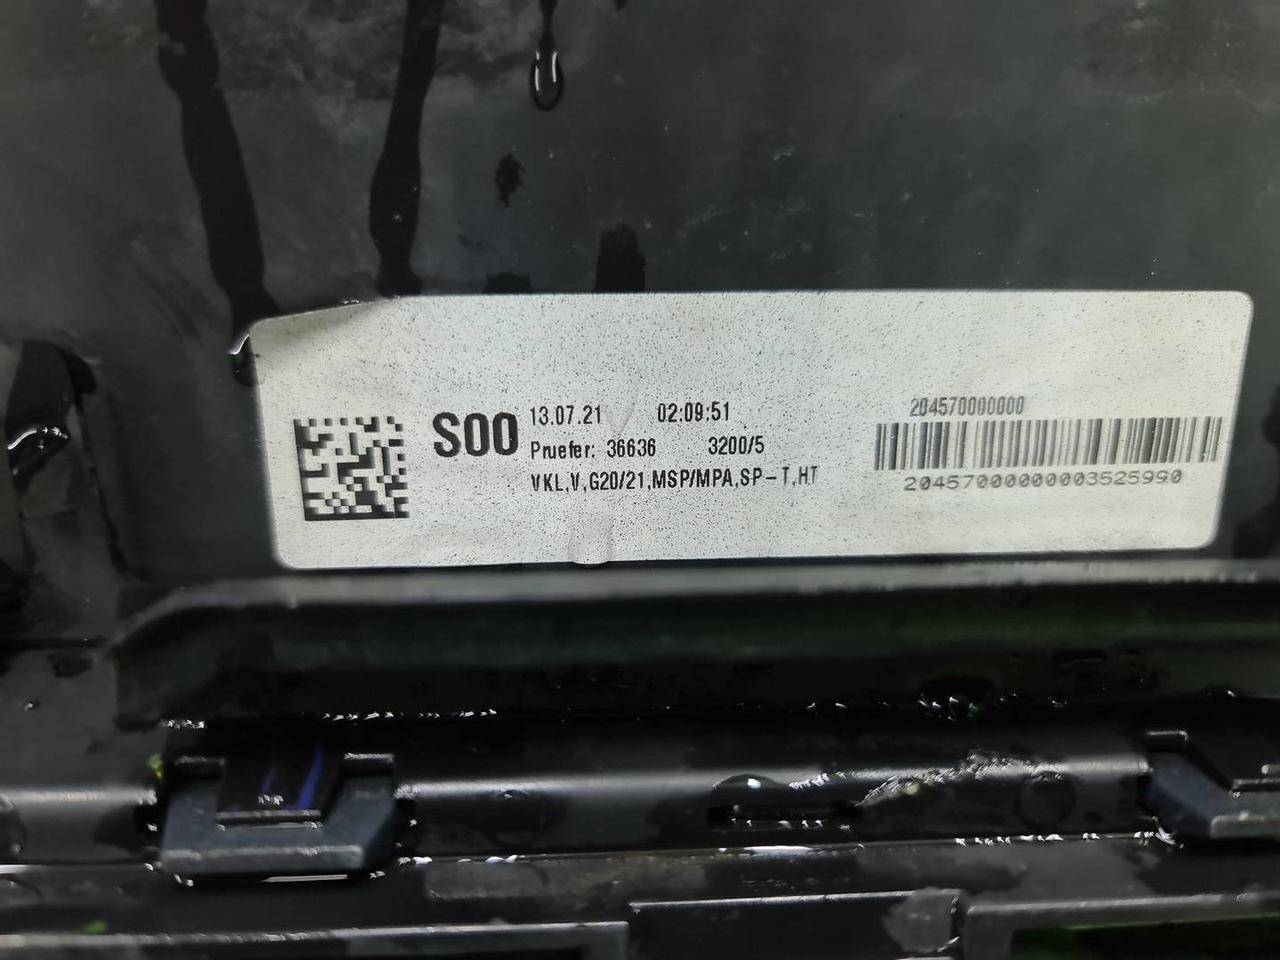 S00 13.07.21 02:09:51
Pruefer: 36636 3200/5
VKL,V,G20/21,MSP/MPA,SP-T,HT
204570000000
20457000000003525990